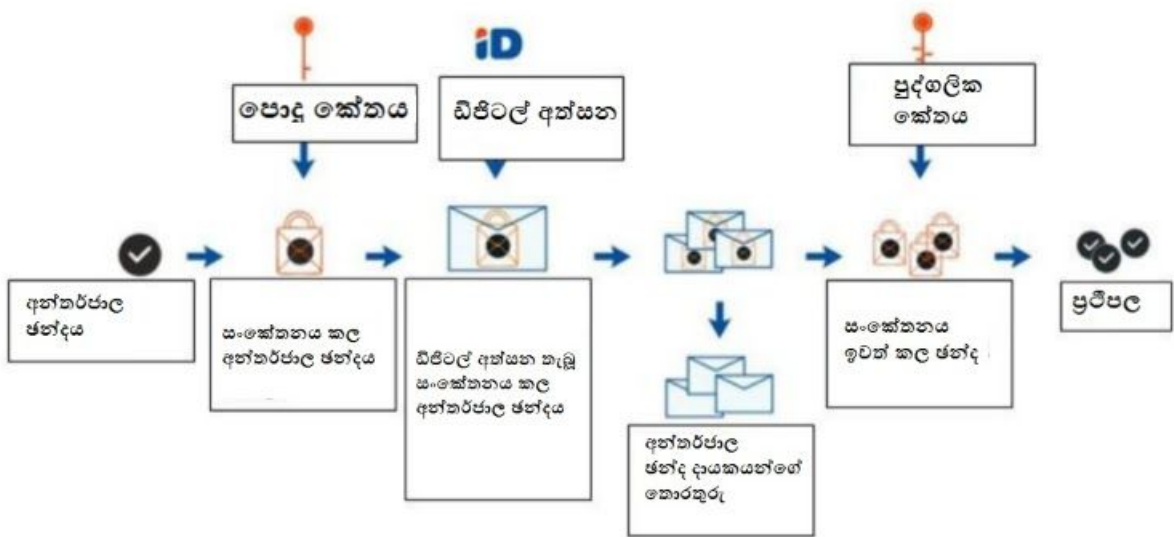 iD
පොදු කේතය
ඩිජිටල් අත්සන
පුද්ගලික
කේතය
අන්තර්ජාල
ඡන්දය
සංකේතනය කල
අන්තර්ජාල ඡන්දය
ඩිජිටල් අත්සන තැබූ
සංකේතනය කල
අන්තර්ජාල ඡන්දය
අන්තර්ජාල
ඡන්ද දායකයන්ගේ
තොරතුරු
සංකේතනය
ඉවත් කල ඡන්ද
ප්‍රථිපල